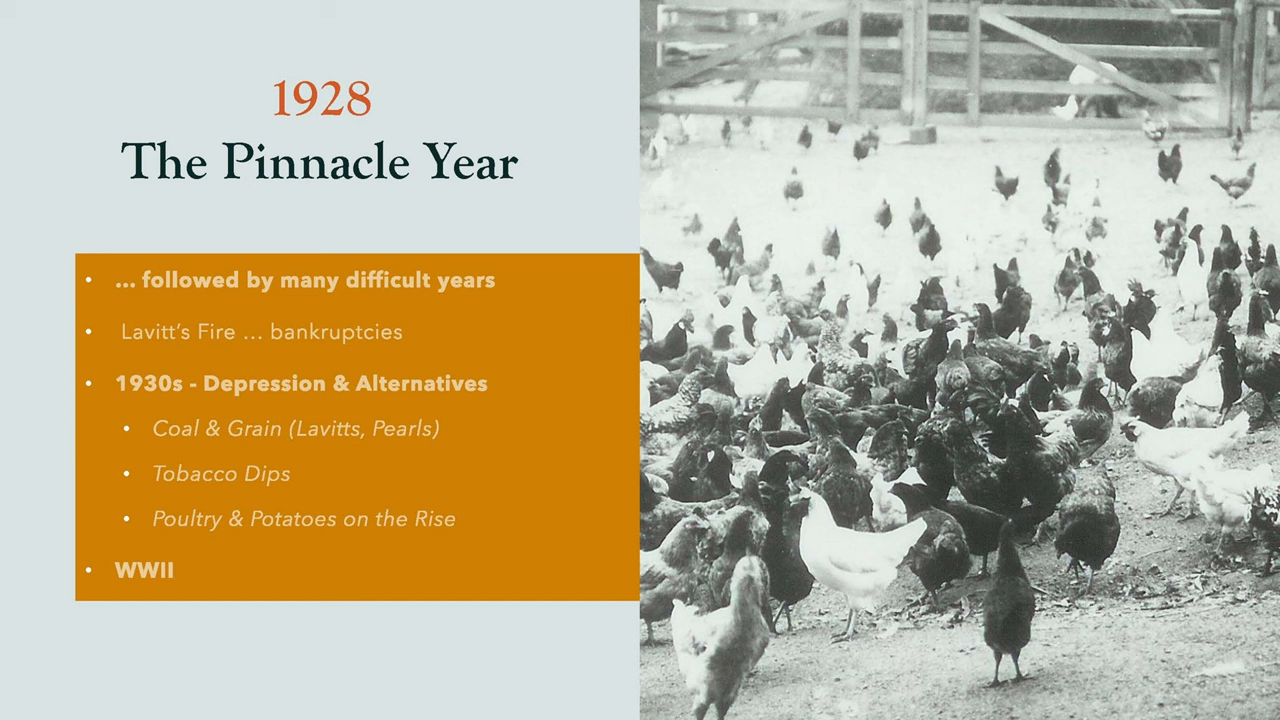 1928
The Pinnacle Year
• ... followed by many difficult years
• Lavitt's Fire ... bankruptcies
• 1930s - Depression & Alternatives
• Coal & Grain (Lavitts, Pearls)
• Tobacco Dips
• Poultry & Potatoes on the Rise
• WWII